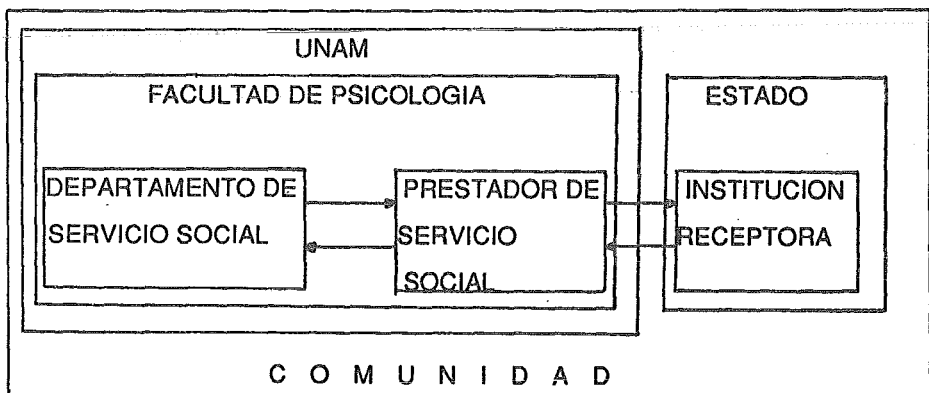 UNAM
FACULTAD DE PSICOLOGIA
ESTADO
DEPARTAMENTO DE
SERVICIO SOCIAL
PRESTADOR DE
SERVICIO
SOCIAL
INSTITUCION
RECEPTORA
C O M U N I D A D